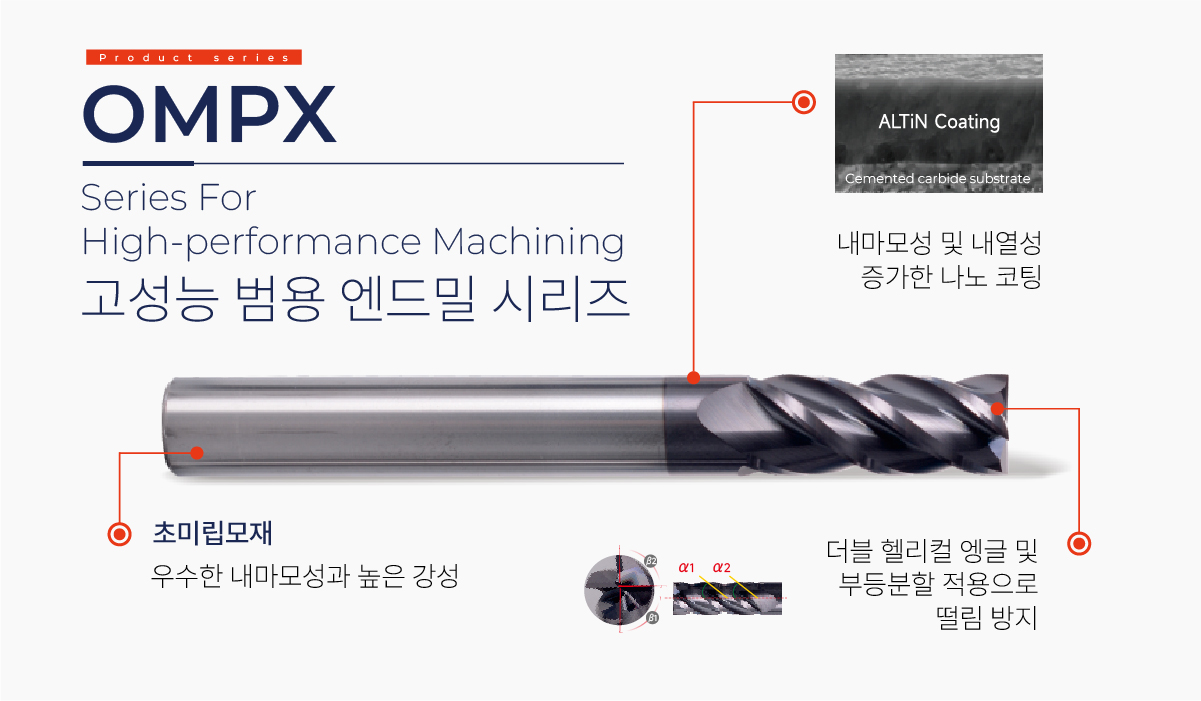 Product series
OMPX
Series For
High-performance Machining
고성능 범용 엔드밀 시리즈
ALTiN Coating
Cemented carbide substrate
내마모성 및 내열성
증가한 나노 코팅
초미립모재
우수한 내마모성과 높은 강성
β2
α1 α2
β1
더블 헬리컬 엥글 및
부등분할 적용으로
떨림 방지